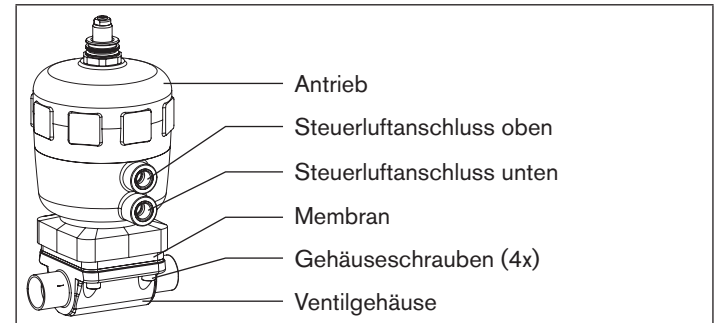 Antrieb
Steuerluftanschluss oben
Steuerluftanschluss unten
Membran
Gehäuseschrauben (4x)
Ventilgehäuse